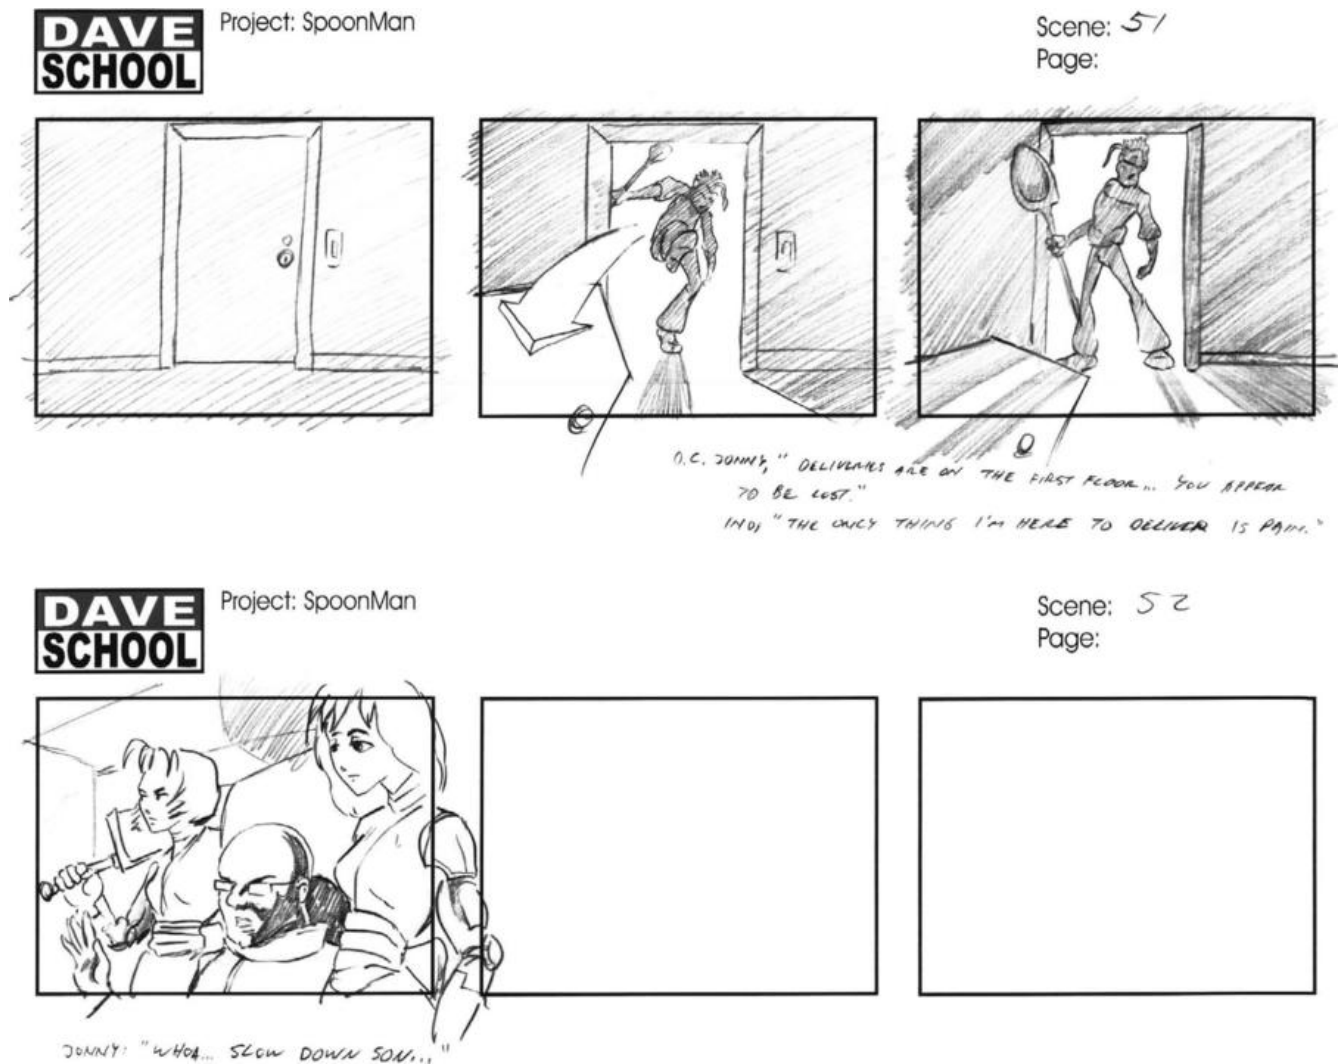 DAVE
SCHOOL
Project: SpoonMan
Scene: 51
Page:
O.C. JONNY, "DELIVERIES ARE ON THE FIRST FLOOR... YOU APPEAR
TO BE LOST."
IND, "THE ONLY THING I'M HERE TO DELIVER IS PAIN."
DAVE
SCHOOL
Project: SpoonMan
Scene: 52
Page:
JONNY: "WHOA... SLOW DOWN SON..."